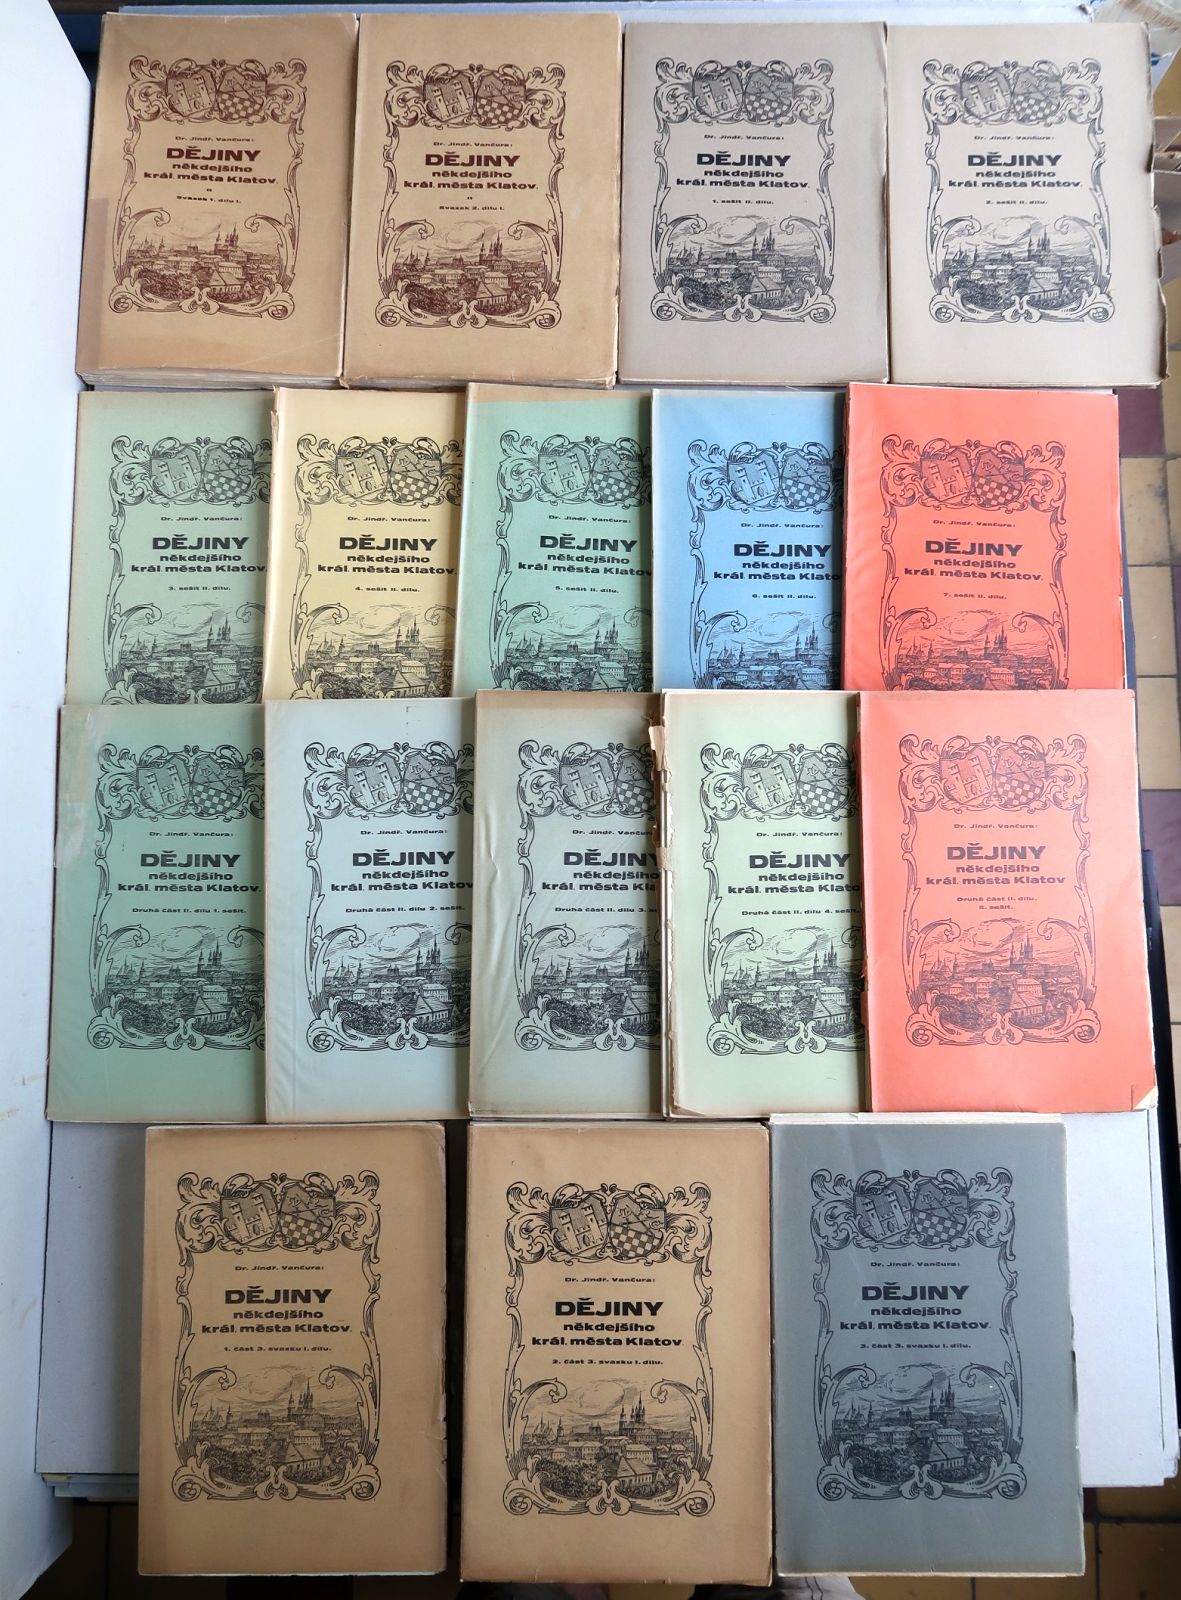 Dr. Jindř. Vančura:
DĚJINY
někdejšího
král. města Klatov.
Svazek 1. dílu I.
Dr. Jindř. Vančura:
DĚJINY
někdejšího
král. města Klatov.
Svazek 2. dílu I.
Dr. Jindř. Vančura:
DĚJINY
někdejšího
král. města Klatov.
1. sešit II. dílu.
Dr. Jindř. Vančura:
DĚJINY
někdejšího
král. města Klatov.
2. sešit II. dílu.
Dr. Jindř. Vančura:
DĚJINY
někdejšího
král. města Klatov.
3. sešit II. dílu.
Dr. Jindř. Vančura:
DĚJINY
někdejšího
král. města Klatov.
4. sešit II. dílu.
Dr. Jindř. Vančura:
DĚJINY
někdejšího
král. města Klatov.
5. sešit II. dílu.
Dr. Jindř. Vančura:
DĚJINY
někdejšího
král. města Klato
6. sešit II. dílu.
Dr. Jindř. Vančura:
DĚJINY
někdejšího
král. města Klatov.
7. sešit II. dílu.
Dr. Jindř. Vančura:
DĚJINY
někdejšího
král. města Klatov.
Druhá část II. dílu 1. sešit.
Dr. Jindř. Vančura:
DĚJINY
někdejšího
král. města Klatov
Druhá část II. dílu 2. sešit.
Dr. Jindř. Vančur
DĚJINY
někdejšího
král. města Kla
Druhá část II. dílu 3. se
Dr. Jindř. Vančura:
DĚJINY
někdejšího
král. města Klato
Druhá část II. dílu 4. sešit
Dr. Jindř. Vančura:
DĚJINY
někdejšího
král. města Klatov
Druhá část II. dílu.
5. sešit.
Dr. Jindř. Vančura:
DĚJINY
někdejšího
král. města Klatov.
1. část 3. svazku I. dílu.
Dr. Jindř. Vančura:
DĚJINY
někdejšího
král. města Klatov.
2. část 3. svazku I. dílu.
Dr. Jindř. Vančura:
DĚJINY
někdejšího
král. města Klatov.
3. část 3. svazku I. dílu.